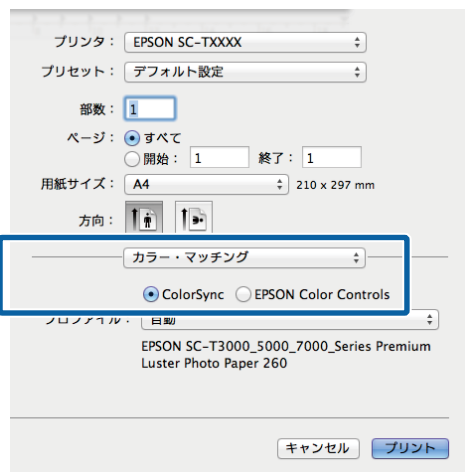 プリンタ： EPSON SC-TXXXX
プリセット： デフォルト設定
部数： 1
ページ： すべて
開始： 1 終了： 1
用紙サイズ： A4 210 x 297 mm
方向：
カラー・マッチング
ColorSync EPSON Color Controls
プロファイル： 自動
EPSON SC-T3000_5000_7000_Series Premium
Luster Photo Paper 260
キャンセル プリント